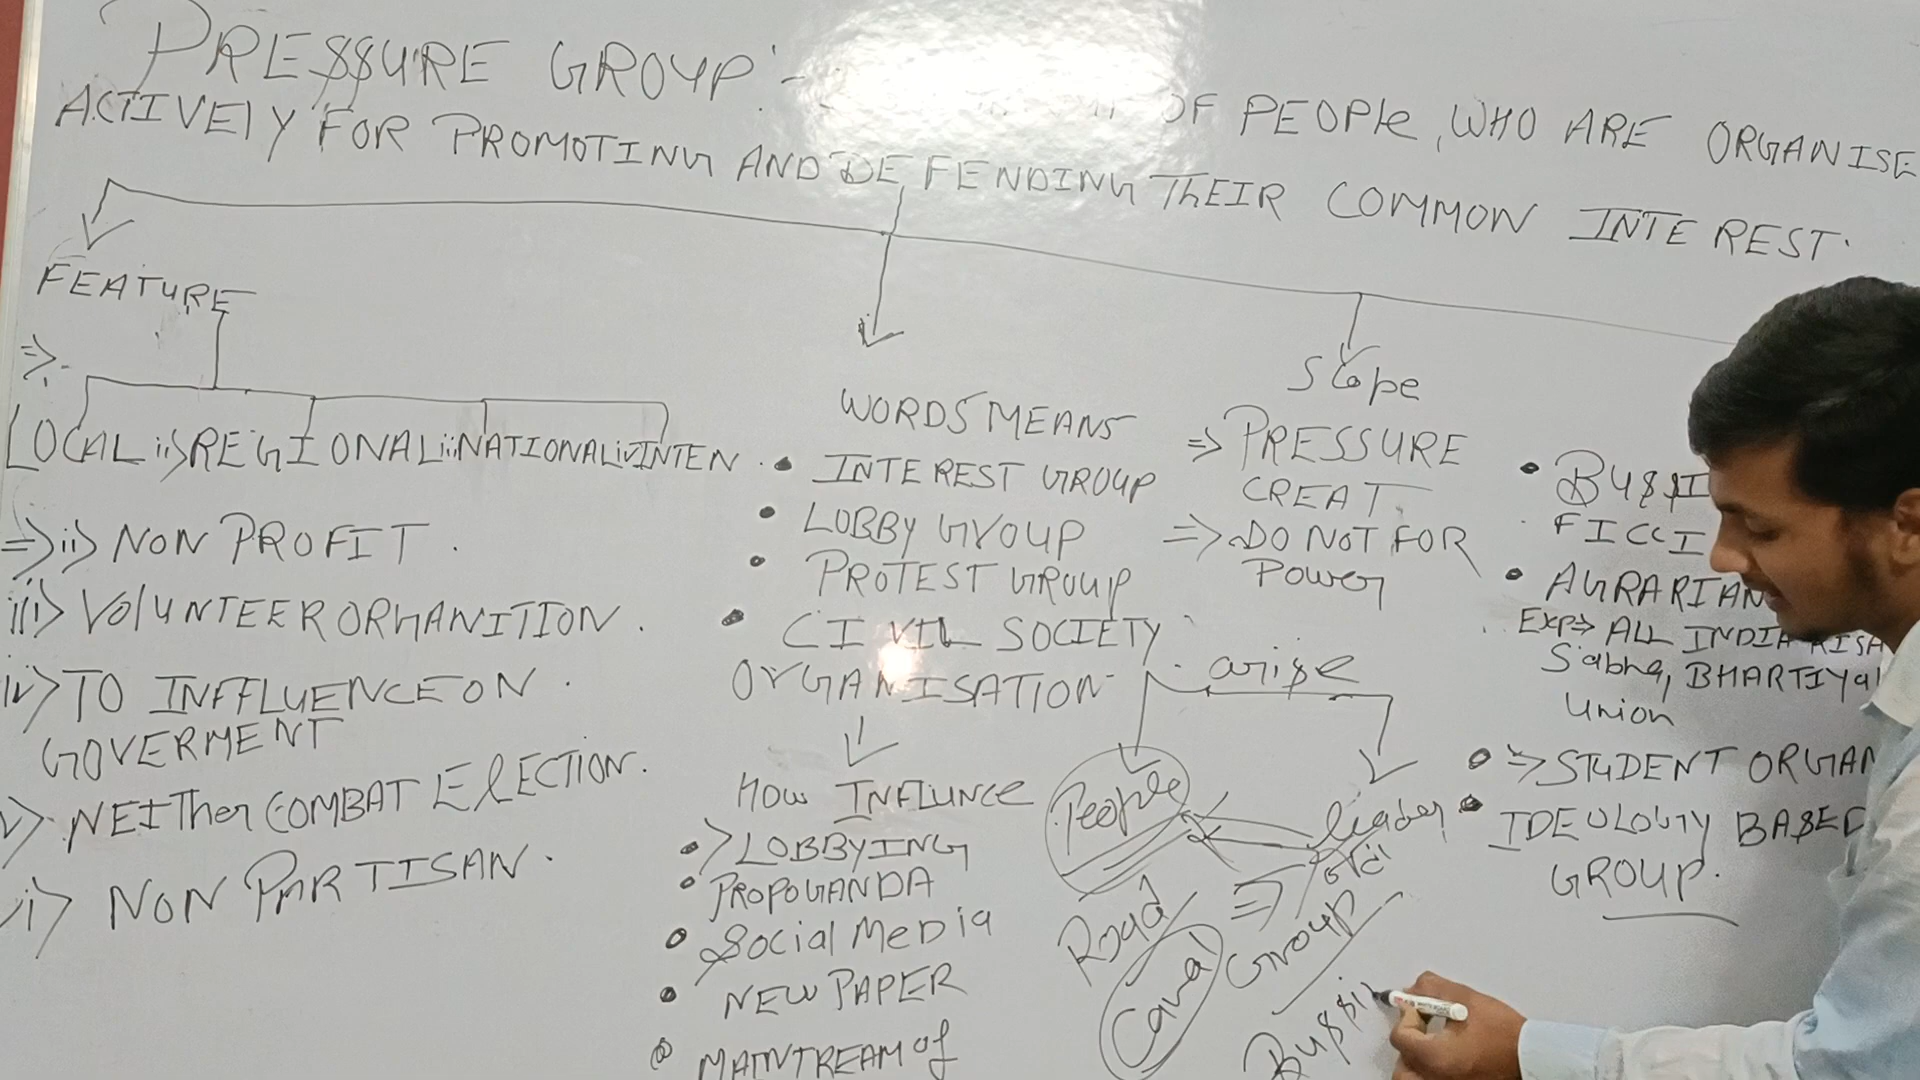 PRESSURE GROUP :-
OF PEOPLE, WHO ARE ORGANISE
ACTIVELY FOR PROMOTING AND DEFENDING THEIR COMMON INTEREST.
FEATURE
=>
LOCAL ii> REGIONAL iii NATIONAL iv INTEN
=> ii> NON PROFIT.
iii> VOLUNTEER ORGANITION.
iv> TO INFFLUENCE ON.
GOVERMENT
v> NEITHER COMBAT ELECTION.
vi> NON PARTISAN.
WORDS MEANS
• INTEREST GROUP
• LOBBY GROUP
• PROTEST GROUP
• CIVIL SOCIETY
ORGANISATION
HOW INFLUNCE
• > LOBBYING
• PROPOGANDA
• Social MEDIA
• NEW PAPER
• MAINTREAM of
Scope
=> PRESSURE
CREAT.
=> DO NOT FOR
Power
arise
People
leader
Road
Canal
=>
Group
Bussin
• BUSSI
FICCI
• AGRARIAN
Exp=> ALL INDIA KISA
Sabha, BHARTIYa
Union
• => STUDENT ORGAN
• IDEOLOGY BASED
GROUP.